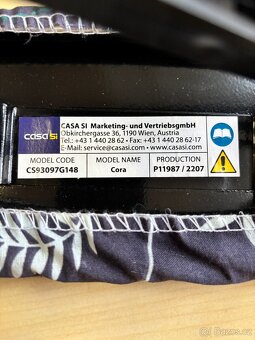 casa SI
CASA SI Marketing- und VertriebsgmbH
Obkirchergasse 36, 1190 Wien, Austria
Tel.: +43 1 440 28 62 • Fax: +43 1 440 28 62-17
E-Mail: service@casasi.com • www.casasi.com
MODEL CODE
CS93097G148
MODEL NAME
Cora
PRODUCTION
P11987 / 2207
sbazar.cz